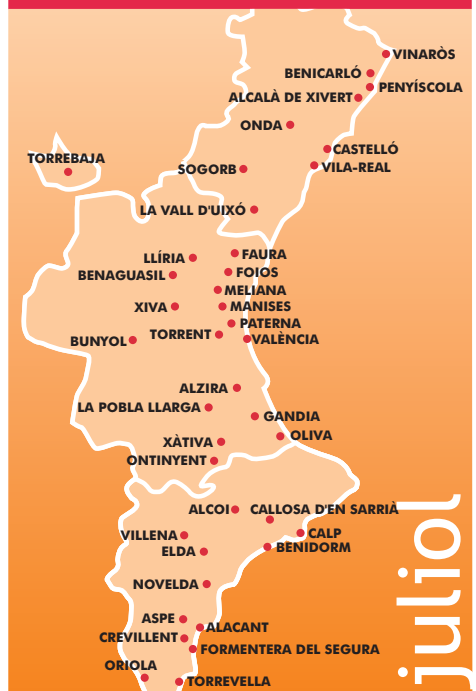 VINARÒS
BENICARLÓ
PENYÍSCOLA
ALCALÀ DE XIVERT
ONDA
CASTELLÓ
TORREBAJA
SOGORB
VILA-REAL
LA VALL D'UIXÓ
FAURA
LLÍRIA
FOIOS
BENAGUASIL
MELIANA
XIVA
MANISES
PATERNA
TORRENT
BUNYOL
VALÈNCIA
ALZIRA
LA POBLA LLARGA
GANDIA
OLIVA
XÀTIVA
ONTINYENT
ALCOI
CALLOSA D'EN SARRIÀ
VILLENA
CALP
BENIDORM
ELDA
NOVELDA
ASPE
ALACANT
CREVILLENT
FORMENTERA DEL SEGURA
ORIOLA
TORREVELLA
juliol